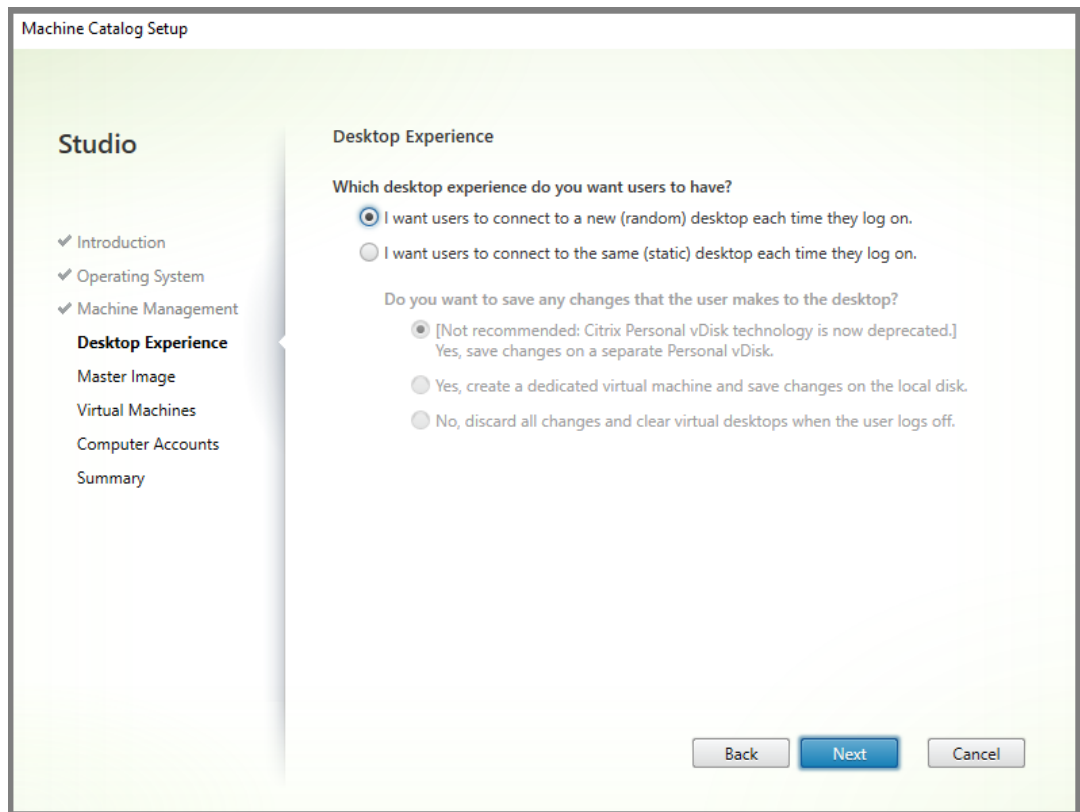 Machine Catalog Setup
Studio
Introduction
Operating System
Machine Management
Desktop Experience
Master Image
Virtual Machines
Computer Accounts
Summary
Desktop Experience
Which desktop experience do you want users to have?
I want users to connect to a new (random) desktop each time they log on.
I want users to connect to the same (static) desktop each time they log on.
Do you want to save any changes that the user makes to the desktop?
[Not recommended: Citrix Personal vDisk technology is now deprecated.]
Yes, save changes on a separate Personal vDisk.
Yes, create a dedicated virtual machine and save changes on the local disk.
No, discard all changes and clear virtual desktops when the user logs off.
Back
Next
Cancel